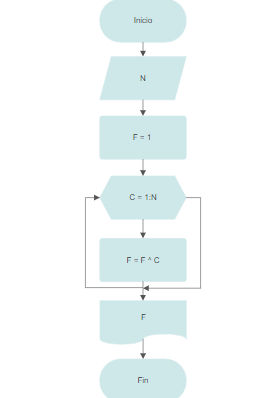 Inicio
N
F = 1
C = 1:N
F = F ^ C
F
Fin